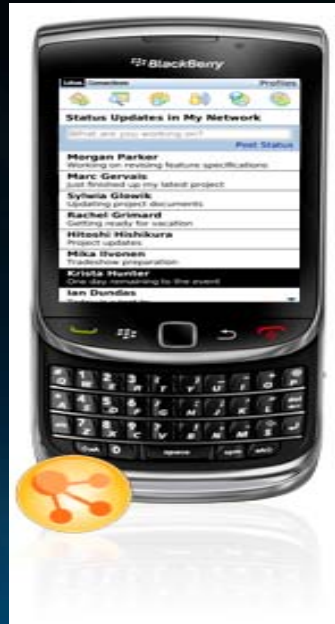 BlackBerry
Lotus Connections Profiles
Status Updates in My Network
What are you working on?
Post Status
Morgan Parker
Working on revising feature specifications
Marc Gervais
Just finished up my latest project
Sylwia Glowik
Updating project documents
Rachel Grimard
Getting ready for vacation
Hitoshi Hishikura
Project updates
Mika Ilvonen
Tradeshow preparation
Krista Hunter
One day remaining to the event
Ian Dundas